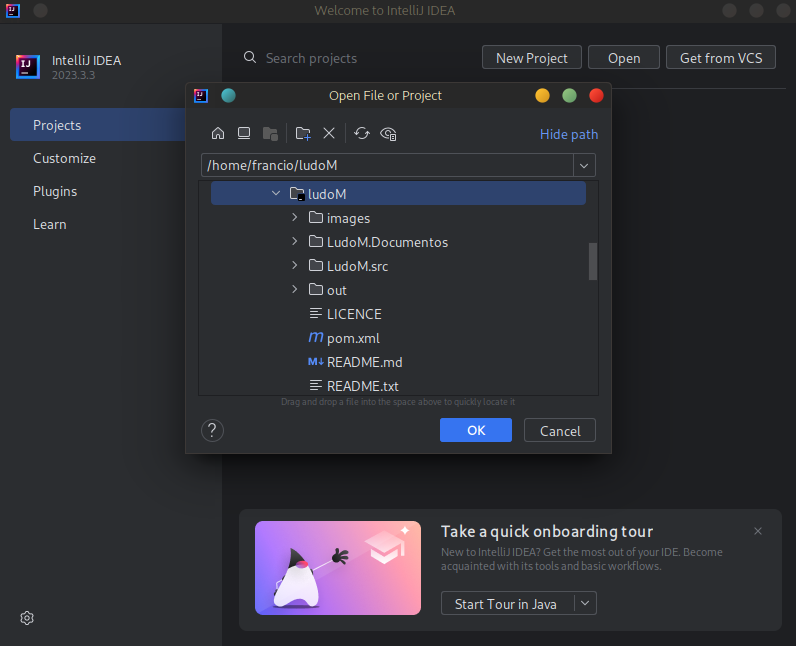 Welcome to IntelliJ IDEA
IntelliJ IDEA
2023.3.3
Search projects
New Project
Open
Get from VCS
Projects
Customize
Plugins
Learn
Open File or Project
Hide path
/home/francio/ludoM
ludoM
images
LudoM.Documentos
LudoM.src
out
LICENCE
m pom.xml
M↓ README.md
README.txt
Drag and drop a file into the space above to quickly locate it
?
OK
Cancel
Take a quick onboarding tour
New to IntelliJ IDEA? Get the most out of your IDE. Become
acquainted with its tools and basic workflows.
Start Tour in Java